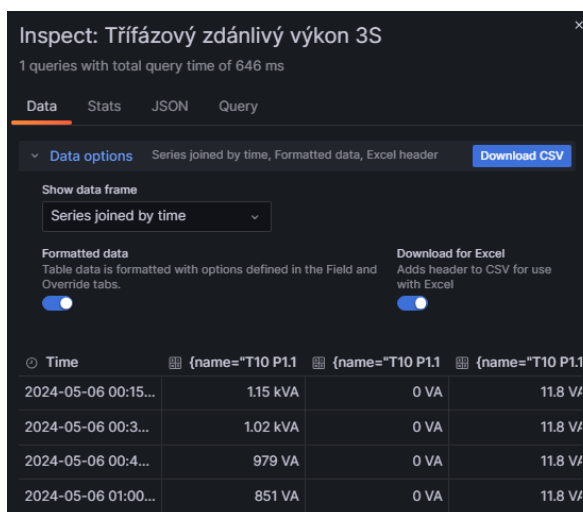 Inspect: Třífázový zdánlivý výkon 3S
1 queries with total query time of 646 ms
Data Stats JSON Query
Data options Series joined by time, Formatted data, Excel header Download CSV
Show data frame
Series joined by time
Formatted data Download for Excel
Table data is formatted with options defined in the Field and Adds header to CSV for use
Override tabs. with Excel
Time {name="T10 P1.1 {name="T10 P1.1 {name="T10 P1.1
2024-05-06 00:15... 1.15 kVA 0 VA 11.8 VA
2024-05-06 00:3... 1.02 kVA 0 VA 11.8 VA
2024-05-06 00:4... 979 VA 0 VA 11.8 VA
2024-05-06 01:00... 851 VA 0 VA 11.8 VA